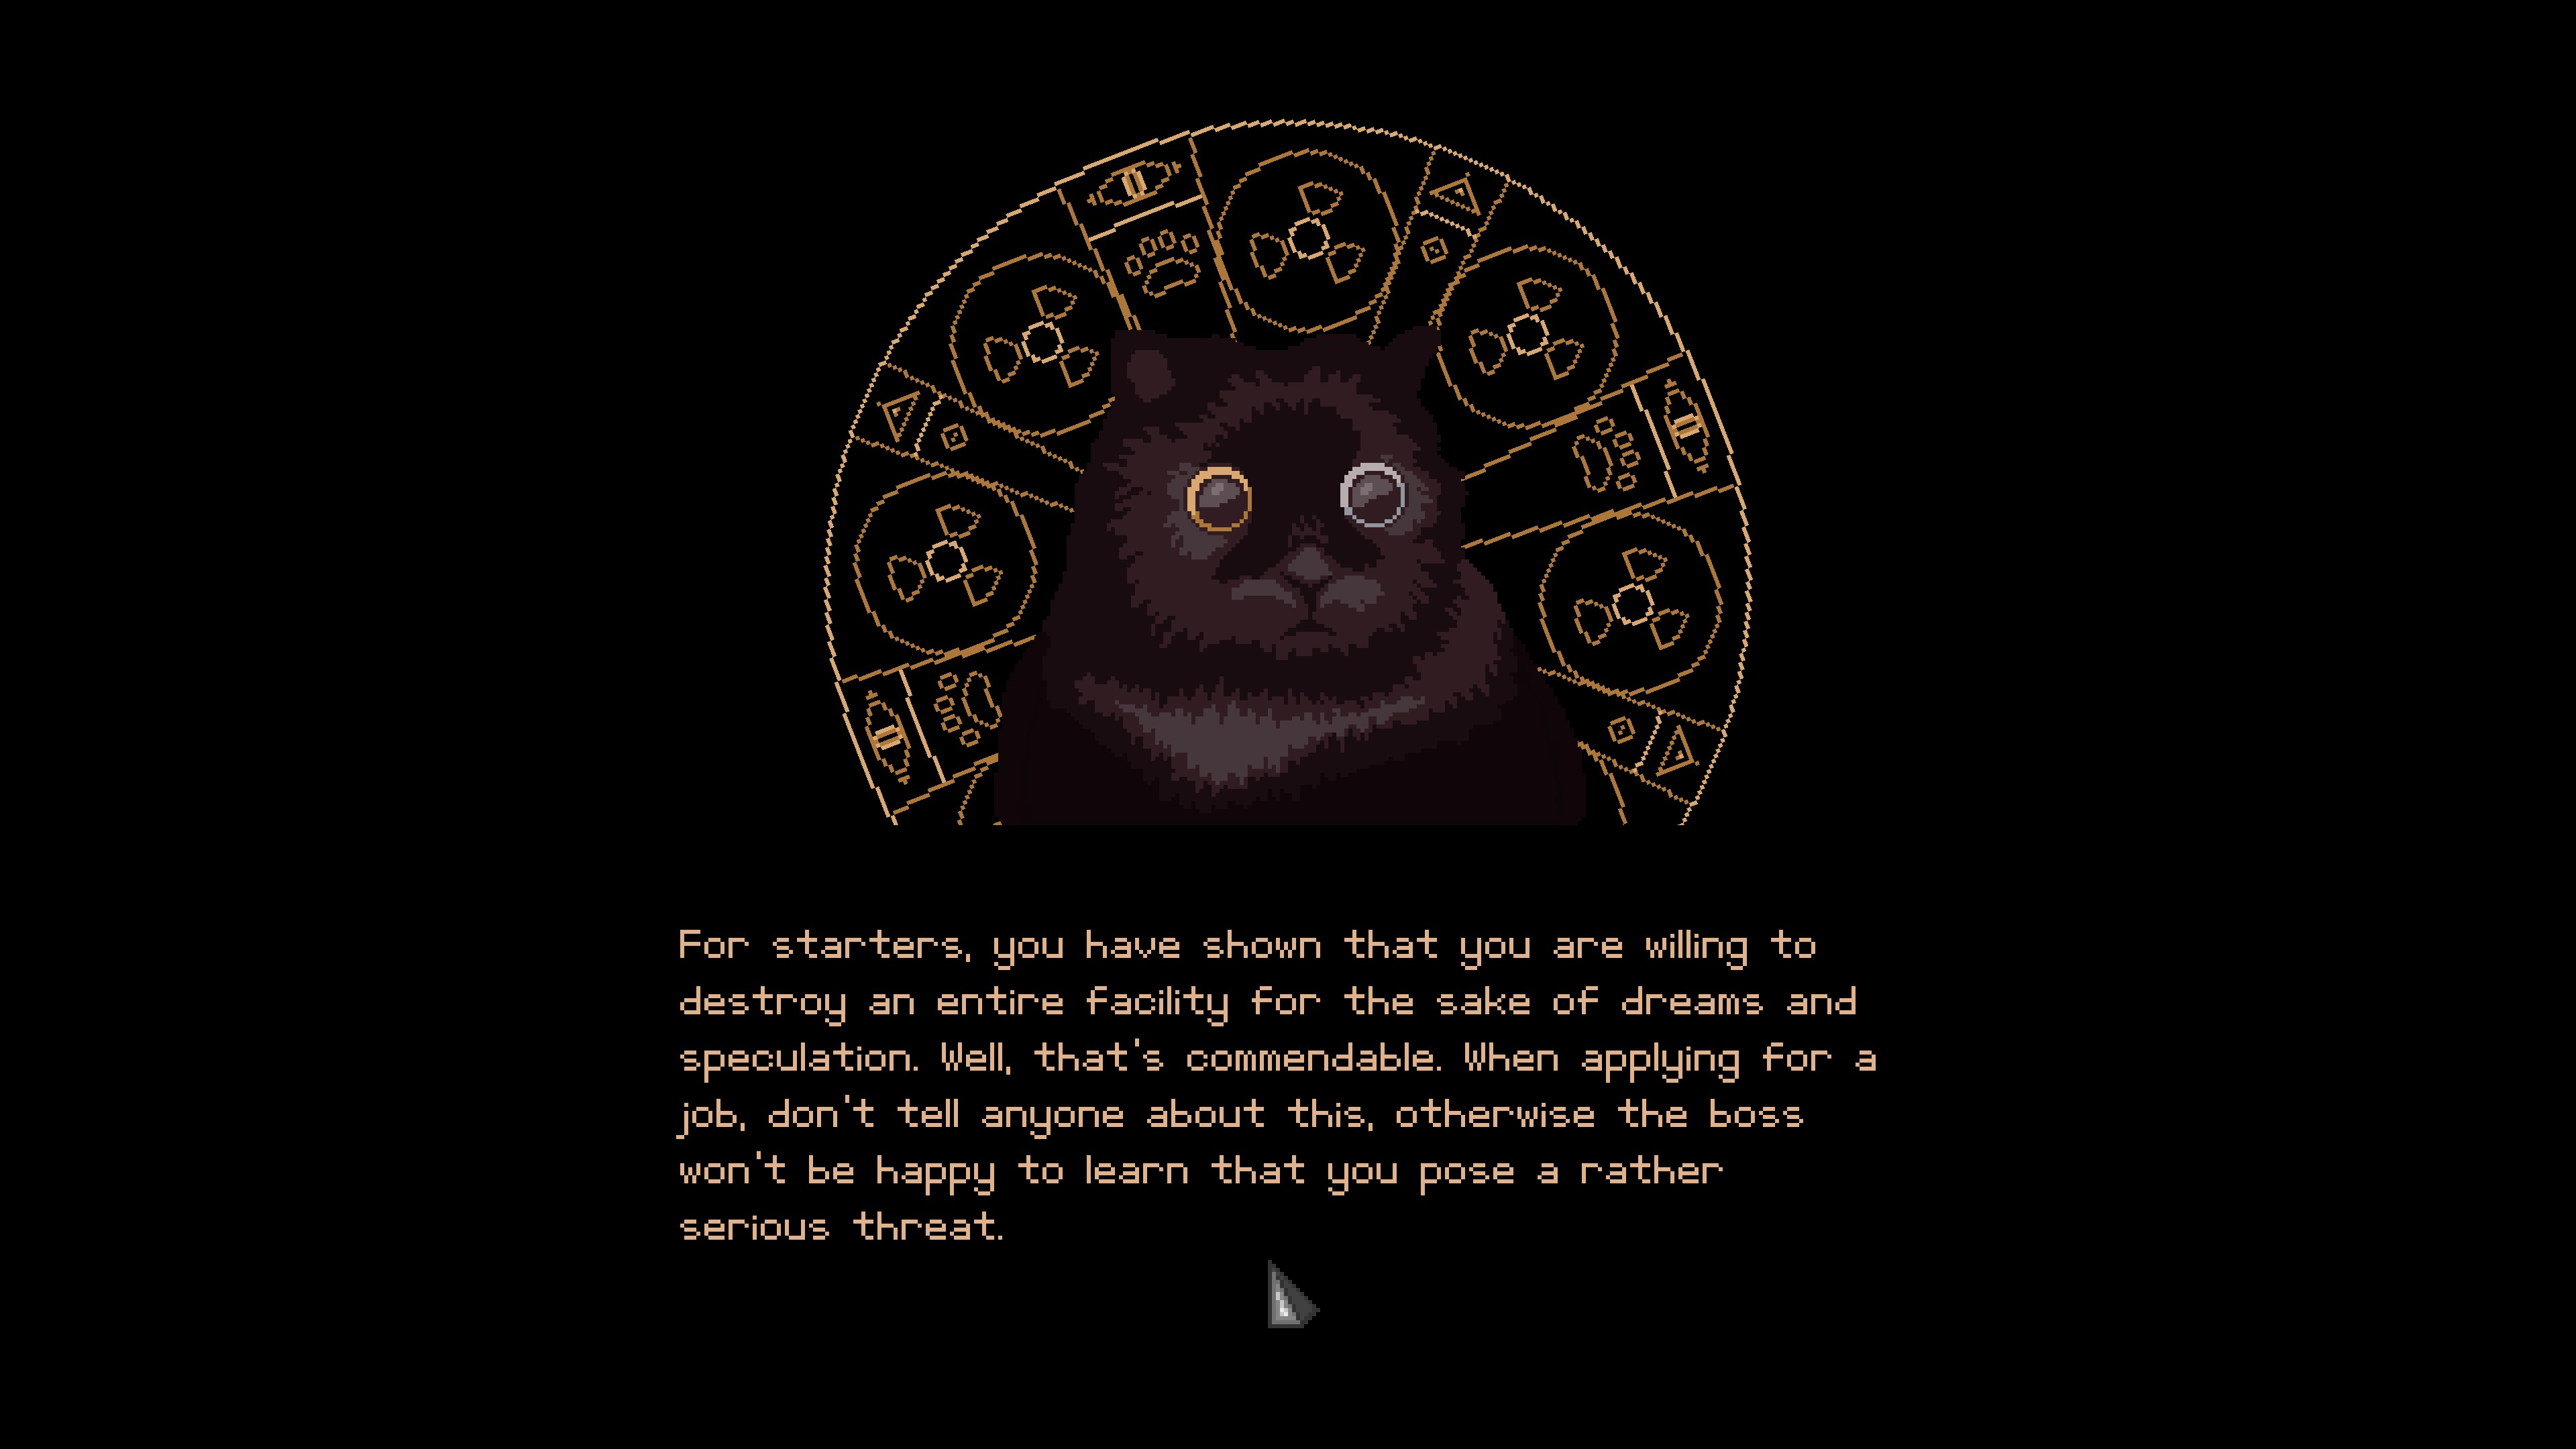 For starters, you have shown that you are willing to
destroy an entire facility for the sake of dreams and
speculation. Well, that's commendable. When applying for a
job, don't tell anyone about this, otherwise the boss
won't be happy to learn that you pose a rather
serious threat.